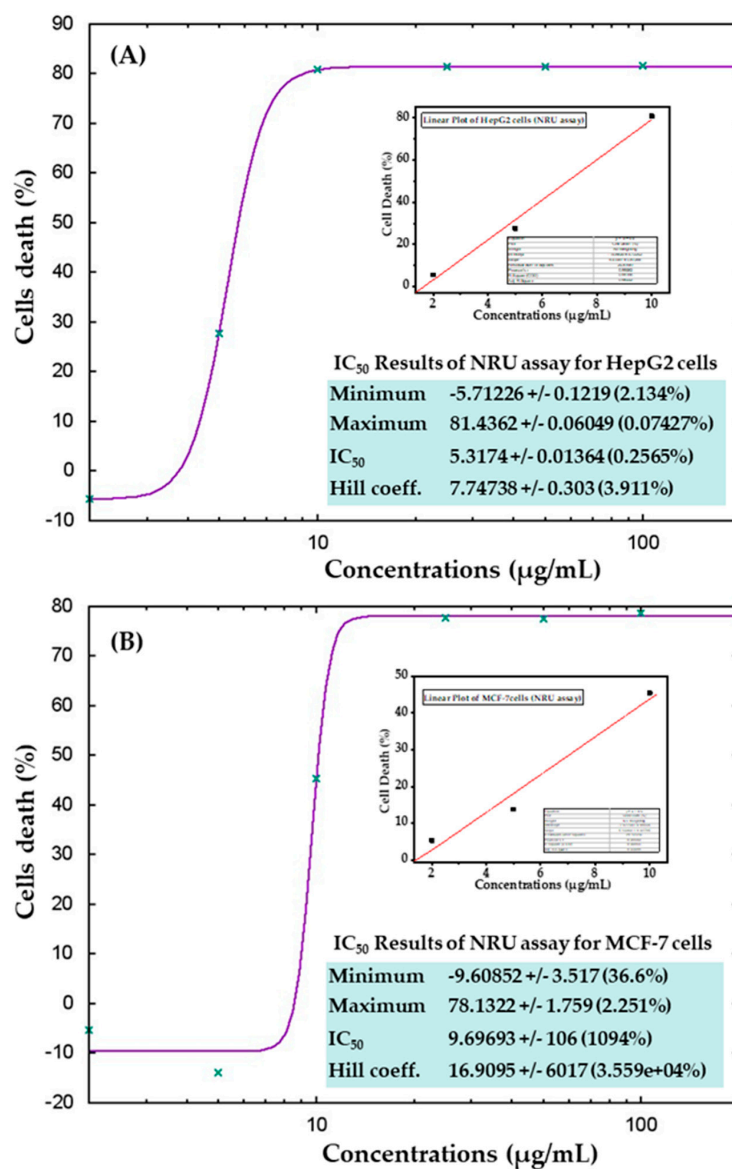 (A)
90
80
70
60
50
40
30
20
10
0
-10
Cells death (%)
10
100
Concentrations (µg/mL)
Linear Plot of HepG2 cells (NRU assay)
80
60
40
20
0
Cell Death (%)
2
4
6
8
10
Concentrations (µg/mL)
IC50 Results of NRU assay for HepG2 cells
Minimum -5.71226 +/- 0.1219 (2.134%)
Maximum 81.4362 +/- 0.06049 (0.07427%)
IC50 5.3174 +/- 0.01364 (0.2565%)
Hill coeff. 7.74738 +/- 0.303 (3.911%)
(B)
80
70
60
50
40
30
20
10
0
-10
-20
Cells death (%)
10
100
Concentrations (µg/mL)
Linear Plot of MCF-7cells (NRU assay)
50
40
30
20
10
0
Cell Death (%)
2
4
6
8
10
Concentrations (µg/mL)
IC50 Results of NRU assay for MCF-7 cells
Minimum -9.60852 +/- 3.517 (36.6%)
Maximum 78.1322 +/- 1.759 (2.251%)
IC50 9.69693 +/- 106 (1094%)
Hill coeff. 16.9095 +/- 6017 (3.559e+04%)